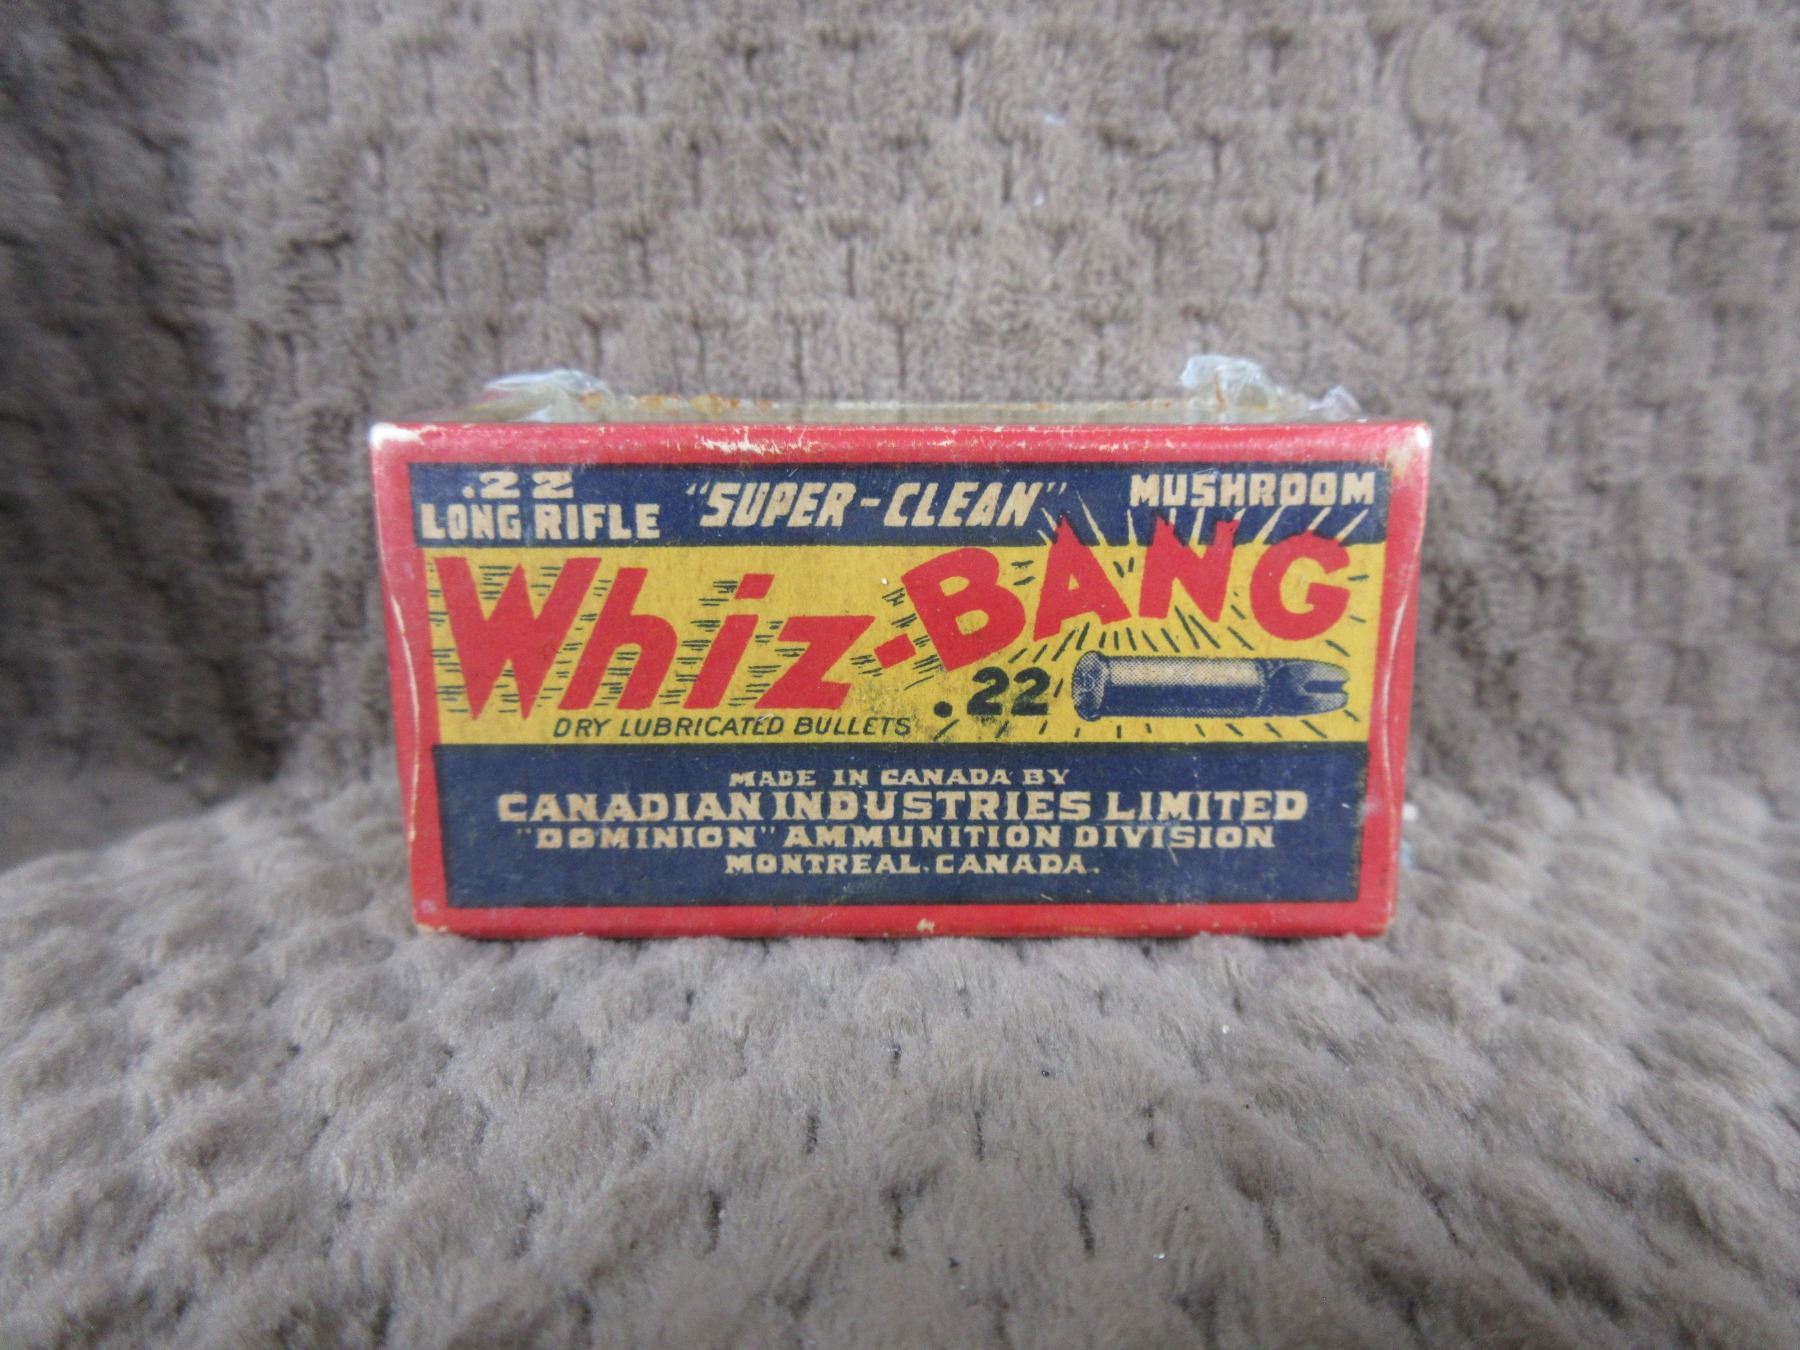 .22
LONG RIFLE
"SUPER-CLEAN"
MUSHROOM
Whiz-BANG
.22
DRY LUBRICATED BULLETS
MADE IN CANADA BY
CANADIAN INDUSTRIES LIMITED
"DOMINION" AMMUNITION DIVISION
MONTREAL, CANADA.